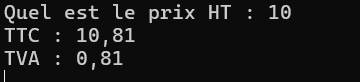 Quel est le prix HT : 10
TTC : 10,81
TVA : 0,81